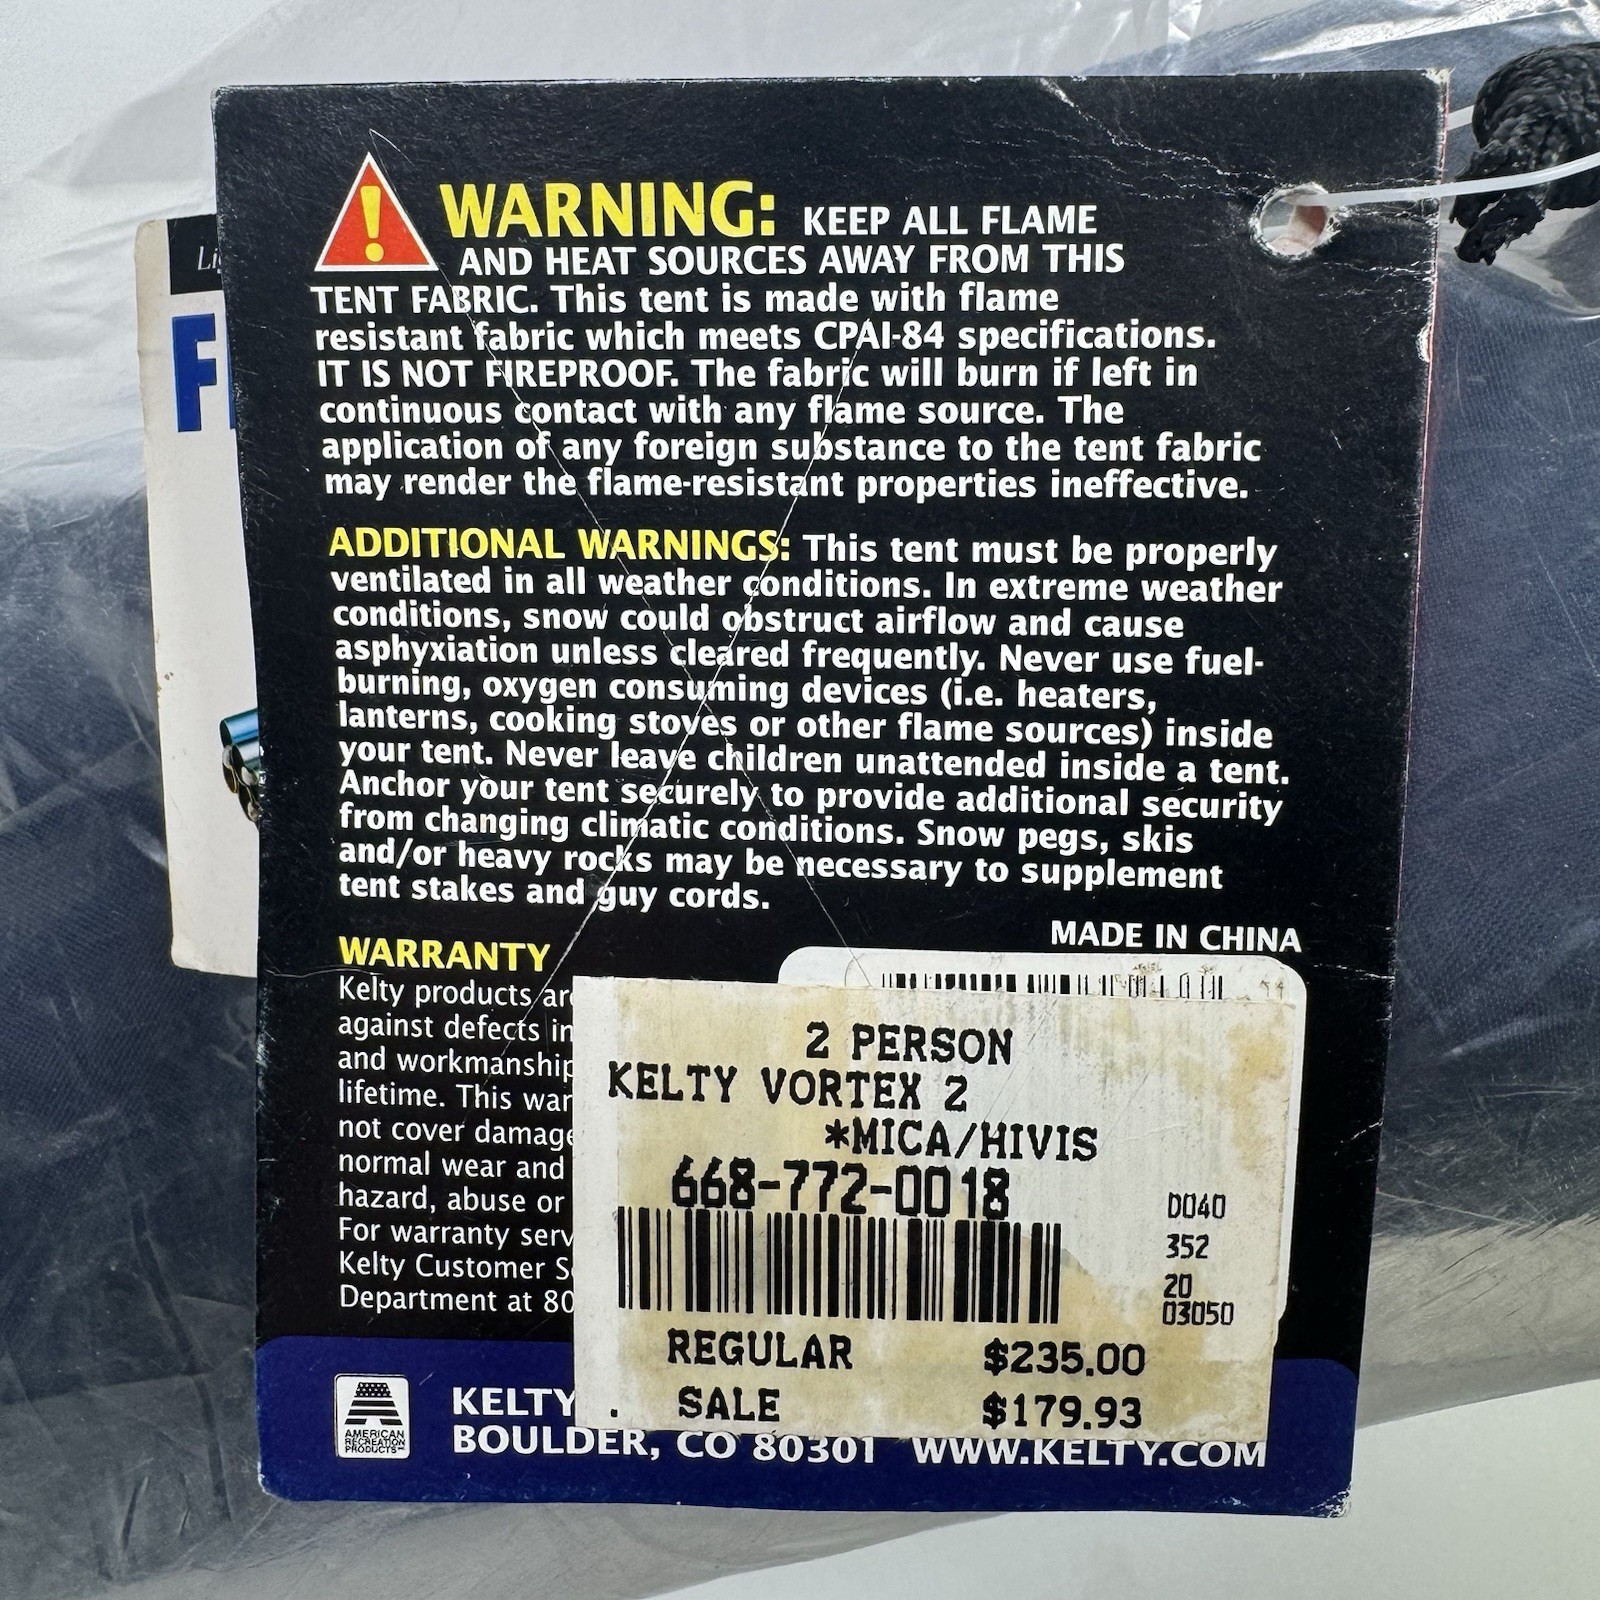 WARNING: KEEP ALL FLAME
AND HEAT SOURCES AWAY FROM THIS
TENT FABRIC. This tent is made with flame
resistant fabric which meets CPAI-84 specifications.
IT IS NOT FIREPROOF. The fabric will burn if left in
continuous contact with any flame source. The
application of any foreign substance to the tent fabric
may render the flame-resistant properties ineffective.
ADDITIONAL WARNINGS: This tent must be properly
ventilated in all weather conditions. In extreme weather
conditions, snow could obstruct airflow and cause
asphyxiation unless cleared frequently. Never use fuel-
burning, oxygen consuming devices (i.e. heaters,
lanterns, cooking stoves or other flame sources) inside
your tent. Never leave children unattended inside a tent.
Anchor your tent securely to provide additional security
from changing climatic conditions. Snow pegs, skis
and/or heavy rocks may be necessary to supplement
tent stakes and guy cords.
MADE IN CHINA
WARRANTY
Kelty products
against defects in
and workmanship
lifetime. This
not cover damage
normal wear and
hazard, abuse or
For warranty
Kelty Customer
Department at 80
2 PERSON
KELTY VORTEX 2
*MICA/HIVIS
668-772-0018
D040
352
20
03050
REGULAR $235.00
. SALE $179.93
AMERICAN
RECREATION
PRODUCTS
KELTY
BOULDER, CO 80301 WWW.KELTY.COM